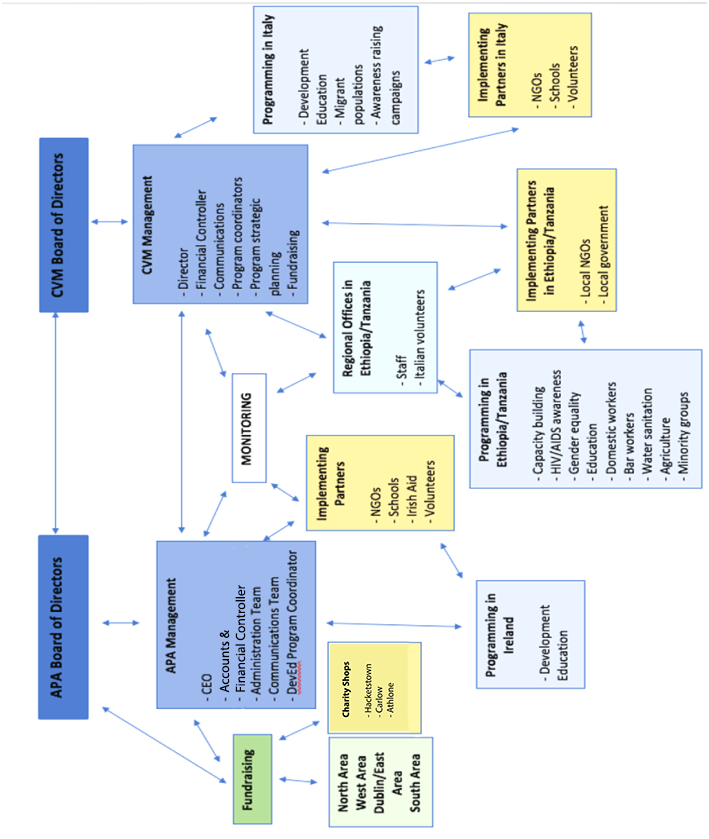 APA Board of Directors
CVM Board of Directors
Fundraising
APA Management
- CEO
- Accounts &
- Financial Controller
- Administration Team
- Communications Team
- DevEd Program Coordinator
MONITORING
CVM Management
- Director
- Financial Controller
- Communications
- Program coordinators
- Program strategic
planning
- Fundraising
Programming in Italy
- Development
Education
- Migrant
populations
- Awareness raising
campaigns
North Area
West Area
Dublin/East
Area
South Area
Charity Shops
- Hacketstown
- Carlow
- Athlone
Implementing
Partners
- NGOs
- Schools
- Irish Aid
- Volunteers
Regional Offices in
Ethiopia/Tanzania
- Staff
- Italian volunteers
Implementing
Partners in Italy
- NGOs
- Schools
- Volunteers
Programming in
Ireland
- Development
Education
Programming in
Ethiopia/Tanzania
- Capacity building
- HIV/AIDS awareness
- Gender equality
- Education
- Domestic workers
- Bar workers
- Water sanitation
- Agriculture
- Minority groups
Implementing Partners
in Ethiopia/Tanzania
- Local NGOs
- Local government